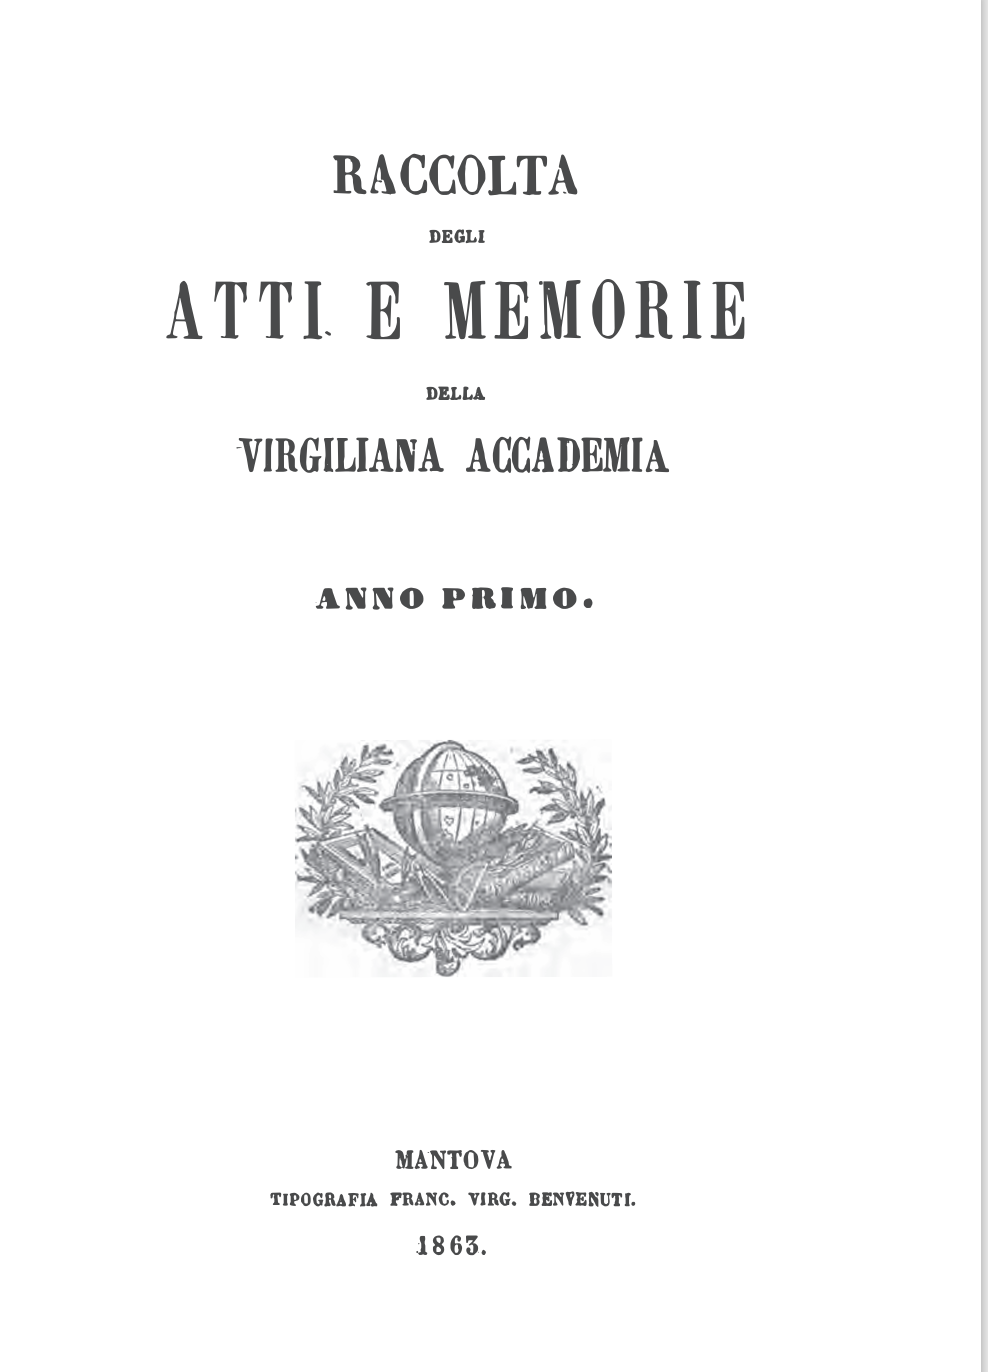 RACCOLTA
DEGLI
ATTI E MEMORIE
DELLA
VIRGILIANA ACCADEMIA
ANNO PRIMO.
MANTOVA
TIPOGRAFIA FRANC. VIRG. BENVENUTI.
1863.